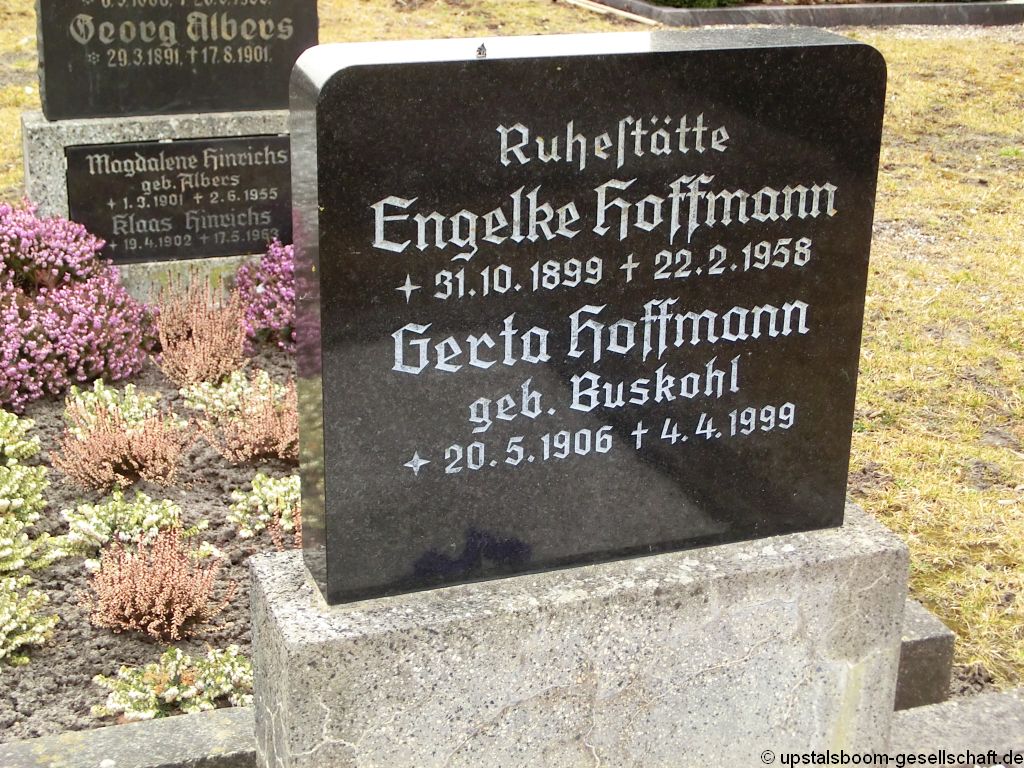 Georg Albers
* 29.3.1891. † 17.8.1901.
Magdalene Hinrichs
geb. Albers
+ 1.3.1901 + 2.6.1955
Klaas Hinrichs
+ 19.4.1902 + 17.5.1963
Ruheſtätte
Engelke Hoffmann
✦ 31.10.1899 † 22.2.1958
Gerta Hoffmann
geb. Buskohl
✦ 20.5.1906 † 4.4.1999
© upstalsboom-gesellschaft.de